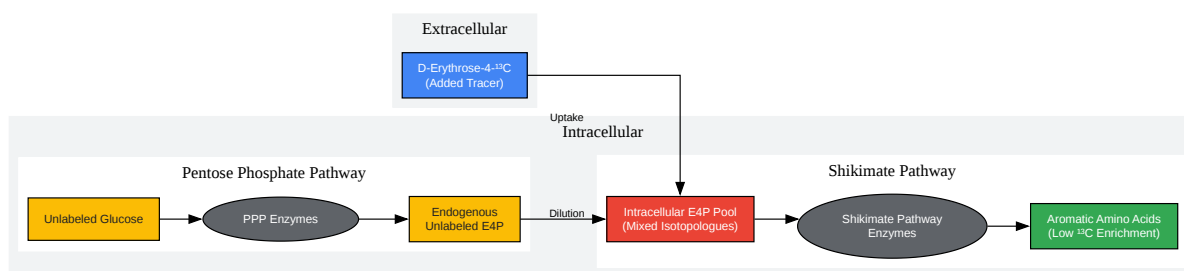 Extracellular
D-Erythrose-4-¹³C
(Added Tracer)
Uptake
Intracellular
Pentose Phosphate Pathway
Unlabeled Glucose
PPP Enzymes
Endogenous
Unlabeled E4P
Dilution
Shikimate Pathway
Intracellular E4P Pool
(Mixed Isotopologues)
Shikimate Pathway
Enzymes
Aromatic Amino Acids
(Low ¹³C Enrichment)